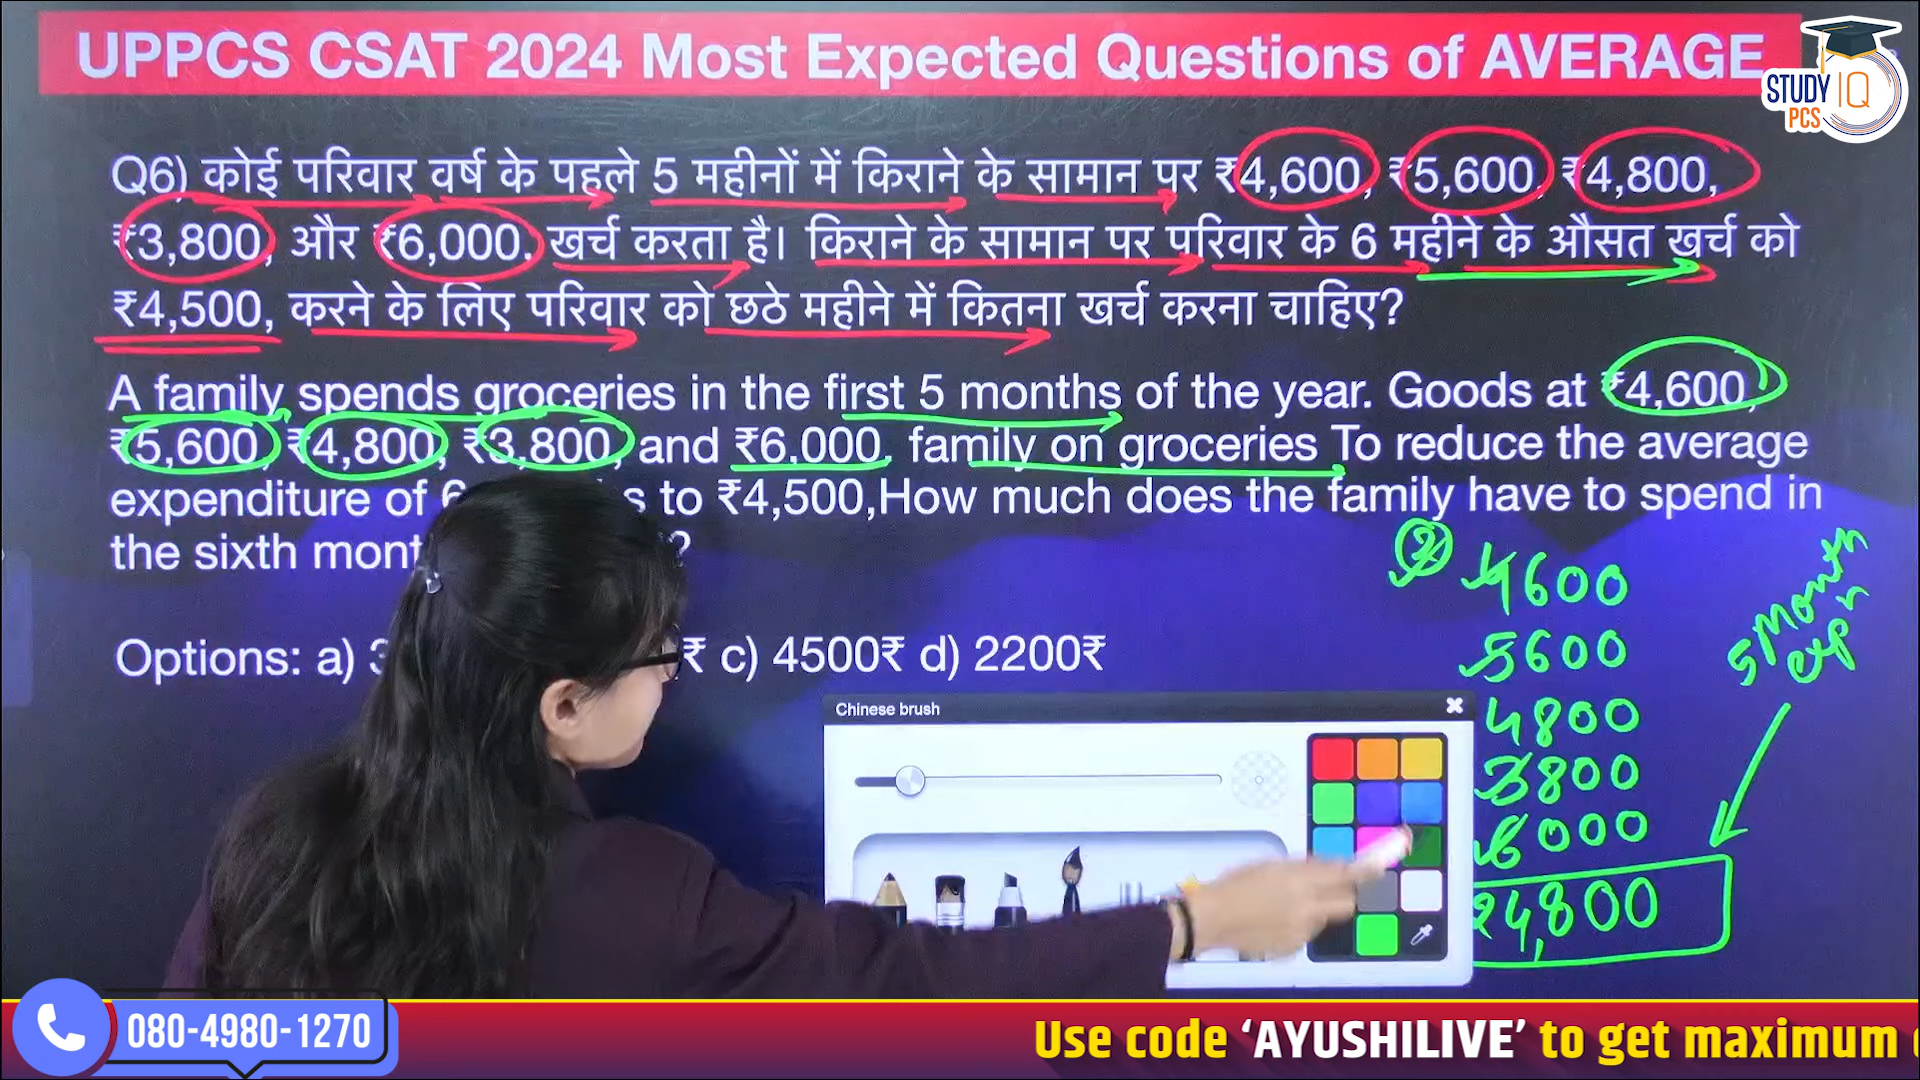 UPPCS CSAT 2024 Most Expected Questions of AVERAGE
STUDY IQ
PCS
Q6) कोई परिवार वर्ष के पहले 5 महीनों में किराने के सामान पर ₹4,600, ₹5,600, ₹4,800,
₹3,800, और ₹6,000. खर्च करता है। किराने के सामान पर परिवार के 6 महीने के औसत खर्च को
₹4,500, करने के लिए परिवार को छठे महीने में कितना खर्च करना चाहिए?
A family spends groceries in the first 5 months of the year. Goods at ₹4,600,
₹5,600, ₹4,800, ₹3,800, and ₹6,000. family on groceries To reduce the average
expenditure of 6 s to ₹4,500,How much does the family have to spend in
the sixth mont ?
Options: a) 3 ₹ c) 4500₹ d) 2200₹
4600
5600
4800
3800
6000
24,800
5 Month
exp
Chinese brush
080-4980-1270
Use code ‘AYUSHILIVE’ to get maximum